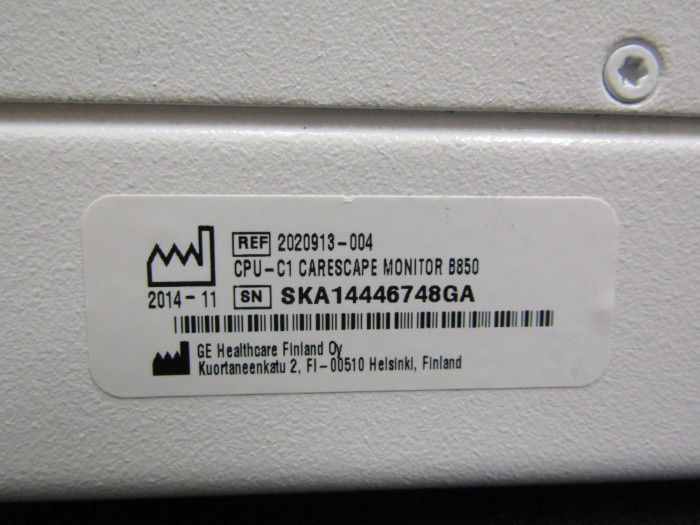 REF 2020913-004
CPU-C1 CARESCAPE MONITOR B850
2014-11 SN SKA14446748GA
GE Healthcare Finland Oy
Kuortaneenkatu 2, FI-00510 Helsinki, Finland